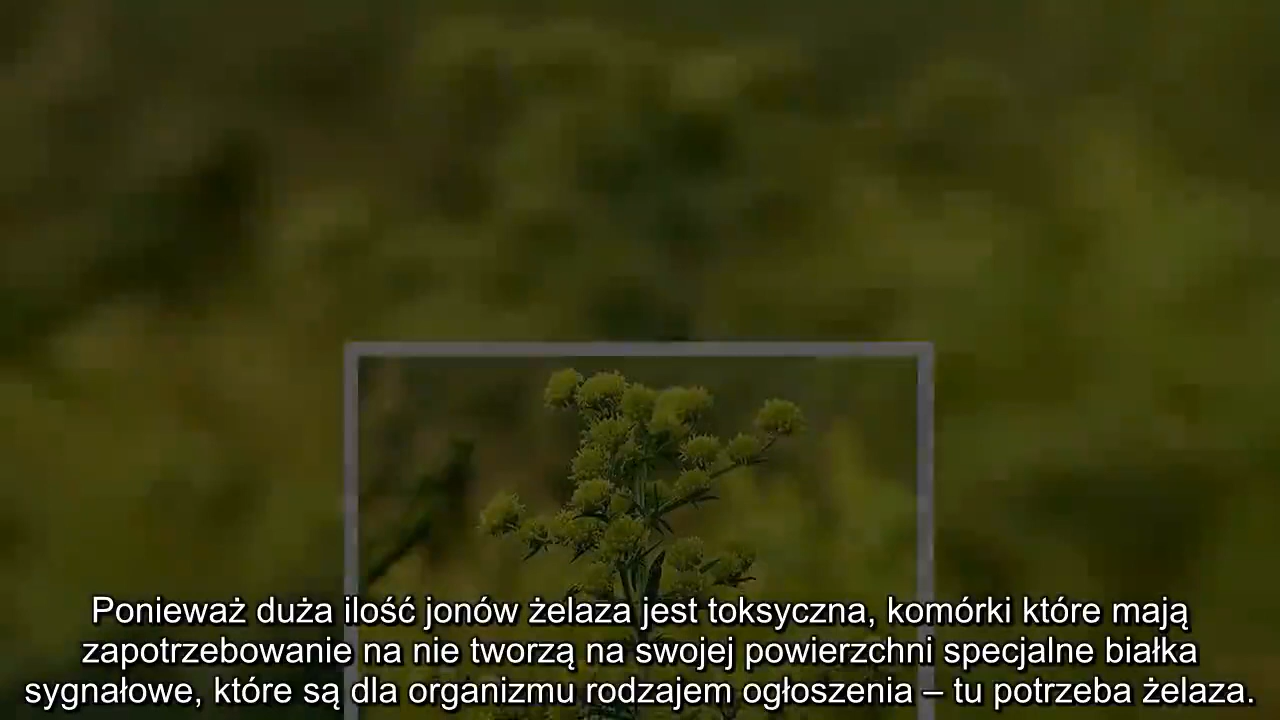 Ponieważ duża ilość jonów żelaza jest toksyczna, komórki które mają
zapotrzebowanie na nie tworzą na swojej powierzchni specjalne białka
sygnałowe, które są dla organizmu rodzajem ogłoszenia – tu potrzeba żelaza.